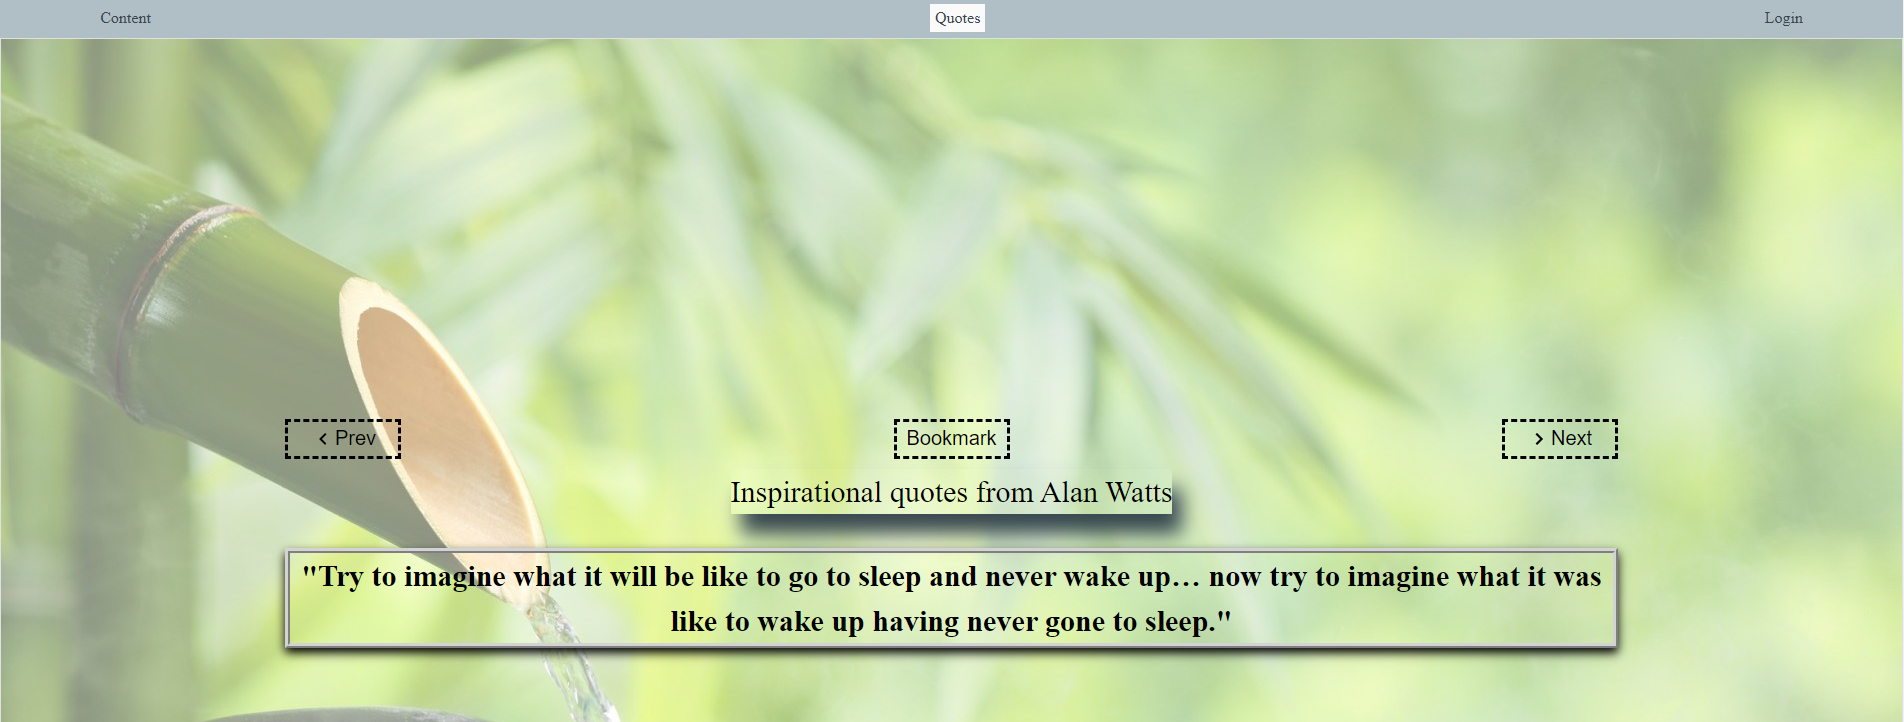 Content Quotes Login
Prev Bookmark Next
Inspirational quotes from Alan Watts
"Try to imagine what it will be like to go to sleep and never wake up… now try to imagine what it was
like to wake up having never gone to sleep."